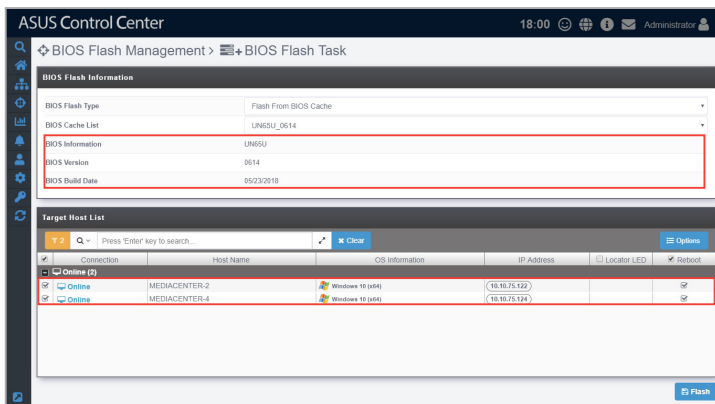 ASUS Control Center
18:00 Administrator
BIOS Flash Management > BIOS Flash Task
BIOS Flash Information
BIOS Flash Type Flash From BIOS Cache
BIOS Cache List UN65U_0614
BIOS Information UN65U
BIOS Version 0614
BIOS Build Date 05/23/2018
Target Host List
2 Press 'Enter' key to search... Clear Options
Connection Host Name OS Information IP Address Locator LED Reboot
Online (2)
Online MEDIACENTER-2 Windows 10 (x64) 10.10.75.122
Online MEDIACENTER-4 Windows 10 (x64) 10.10.75.124
Flash